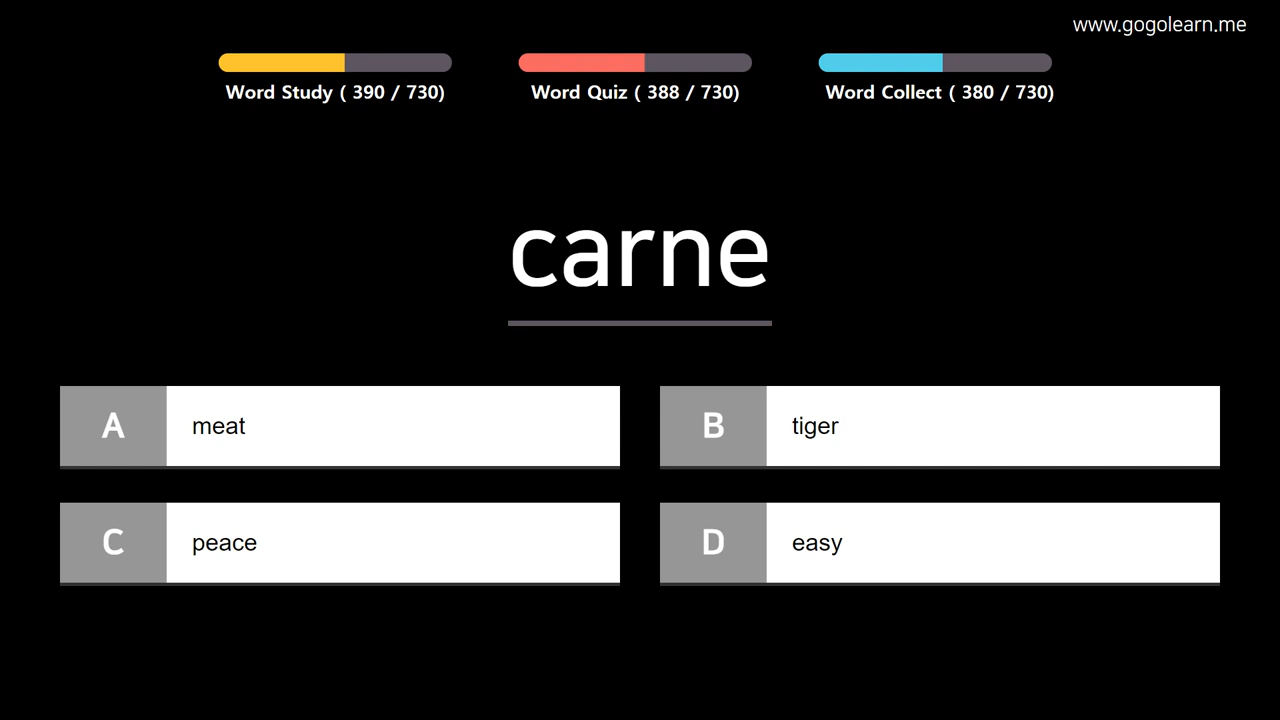 www.gogolearn.me
Word Study ( 390 / 730)
Word Quiz ( 388 / 730)
Word Collect ( 380 / 730)
carne
A meat
B tiger
C peace
D easy